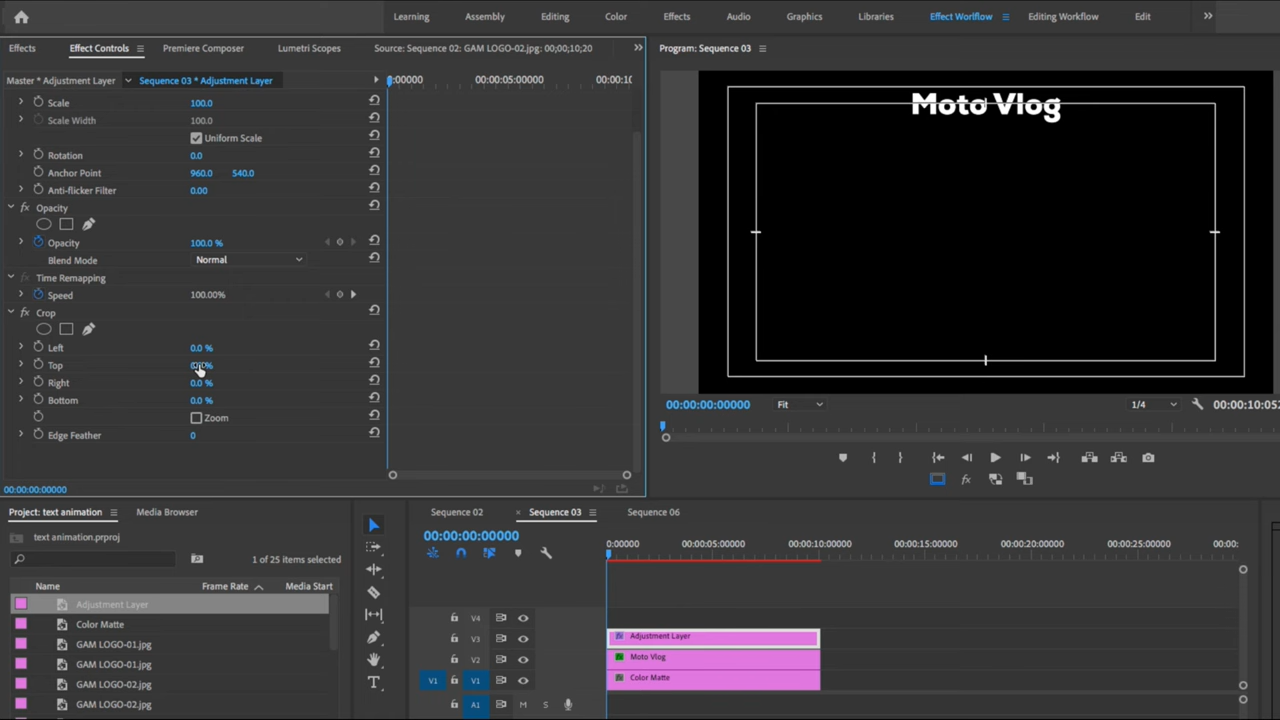 Learning Assembly Editing Color Effects Audio Graphics Libraries Effect Worlflow Editing Workflow Edit
Effects Effect Controls Premiere Composer Lumetri Scopes Source: Sequence 02: GAM LOGO-02.jpg: 00;00;10;20
Master * Adjustment Layer Sequence 03 * Adjustment Layer
:00000 00:00:05:00000 00:00:10
Scale 100.0
Scale Width 100.0
Uniform Scale
Rotation 0.0
Anchor Point 960.0 540.0
Anti-flicker Filter 0.00
fx Opacity
Opacity 100.0 %
Blend Mode Normal
fx Time Remapping
Speed 100.00%
fx Crop
Left 0.0 %
Top
Right 0.0 %
Bottom 0.0 %
Zoom
Edge Feather 0
00:00:00:00000
Program: Sequence 03
Moto Vlog
00:00:00:00000 Fit 1/4 00:00:10:05
fx
Project: text animation Media Browser
text animation.prproj
1 of 25 items selected
Name Frame Rate Media Start
Adjustment Layer
Color Matte
GAM LOGO-01.jpg
GAM LOGO-01.jpg
GAM LOGO-02.jpg
GAM LOGO-02.jpg
T
Sequence 02 × Sequence 03 Sequence 06
00:00:00:00000
0:00000 00:00:05:00000 00:00:10:00000 00:00:15:00000 00:00:20:00000 00:00:25:00000 00:00:
V4
V3 fx Adjustment Layer
V2 Moto Vlog
V1 V1 Color Matte
A1 M S